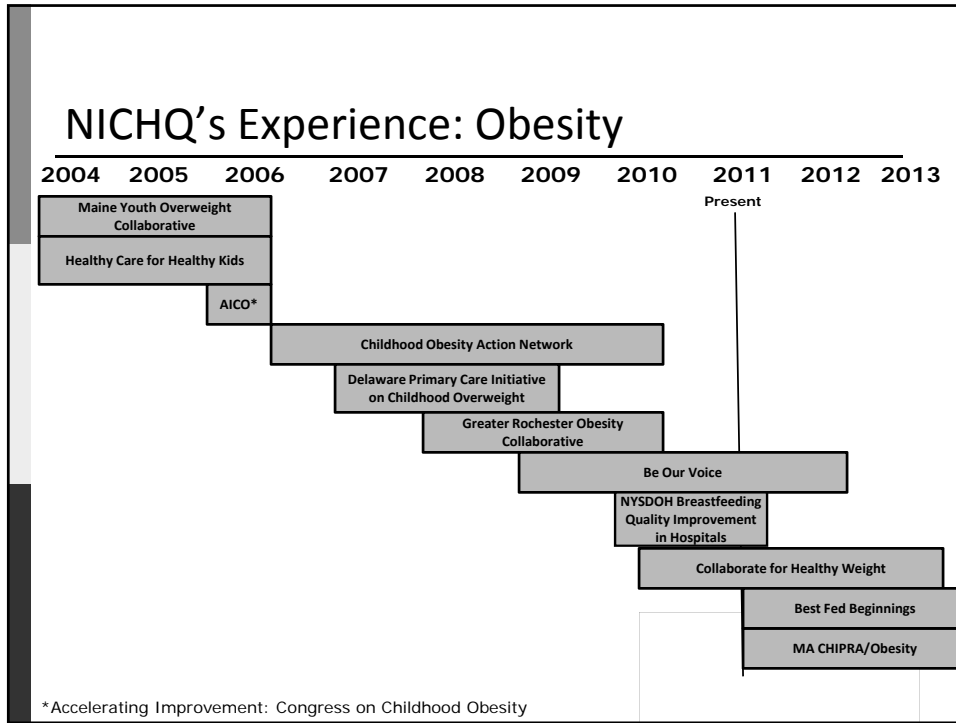 NICHQ’s Experience: Obesity
2004 2005 2006 2007 2008 2009 2010 2011 2012 2013
Present
Maine Youth Overweight
Collaborative
Healthy Care for Healthy Kids
AICO*
Childhood Obesity Action Network
Delaware Primary Care Initiative
on Childhood Overweight
Greater Rochester Obesity
Collaborative
Be Our Voice
NYSDOH Breastfeeding
Quality Improvement
in Hospitals
Collaborate for Healthy Weight
Best Fed Beginnings
MA CHIPRA/Obesity
*Accelerating Improvement: Congress on Childhood Obesity